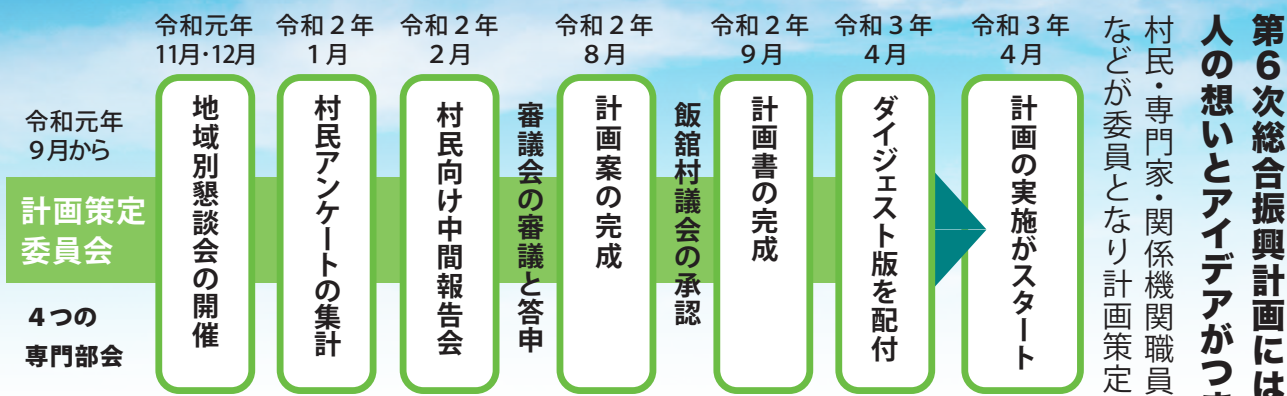 第6次総合振興計画には
人の想いとアイデアがつ
村民・専門家・関係機関職員
などが委員となり計画策定
令和元年
9月から
計画策定
委員会
4つの
専門部会
令和元年
11月・12月
地域別懇談会の開催
令和2年
1月
村民アンケートの集計
令和2年
2月
村民向け中間報告会
審議会の審議と答申
令和2年
8月
計画案の完成
飯舘村議会の承認
令和2年
9月
計画書の完成
令和3年
4月
ダイジェスト版を配付
令和3年
4月
計画の実施がスタート